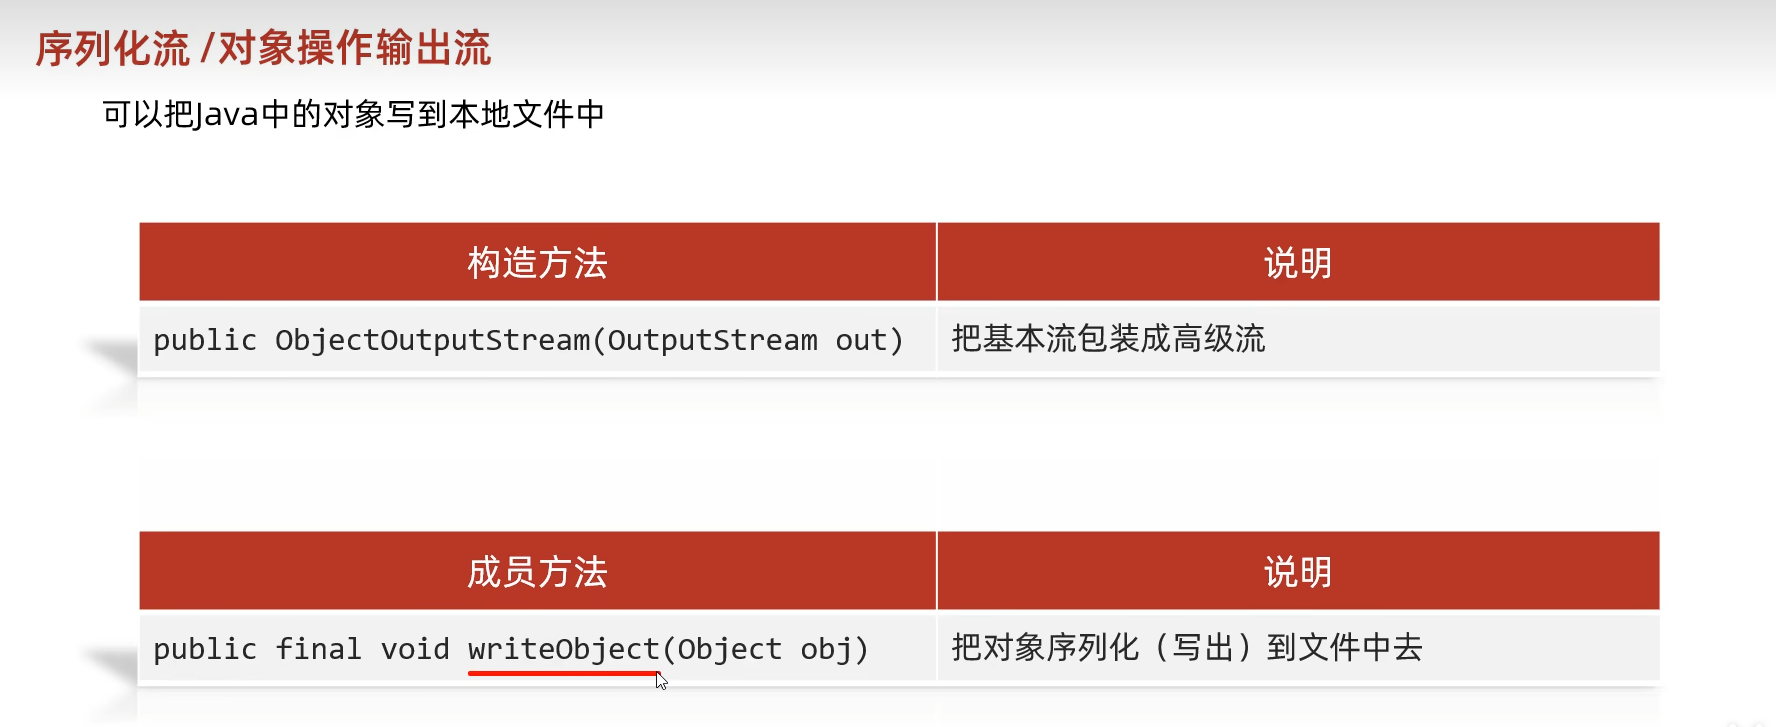 序列化流 /对象操作输出流
可以把Java中的对象写到本地文件中
构造方法 说明
public ObjectOutputStream(OutputStream out) 把基本流包装成高级流
成员方法 说明
public final void writeObject(Object obj) 把对象序列化（写出）到文件中去